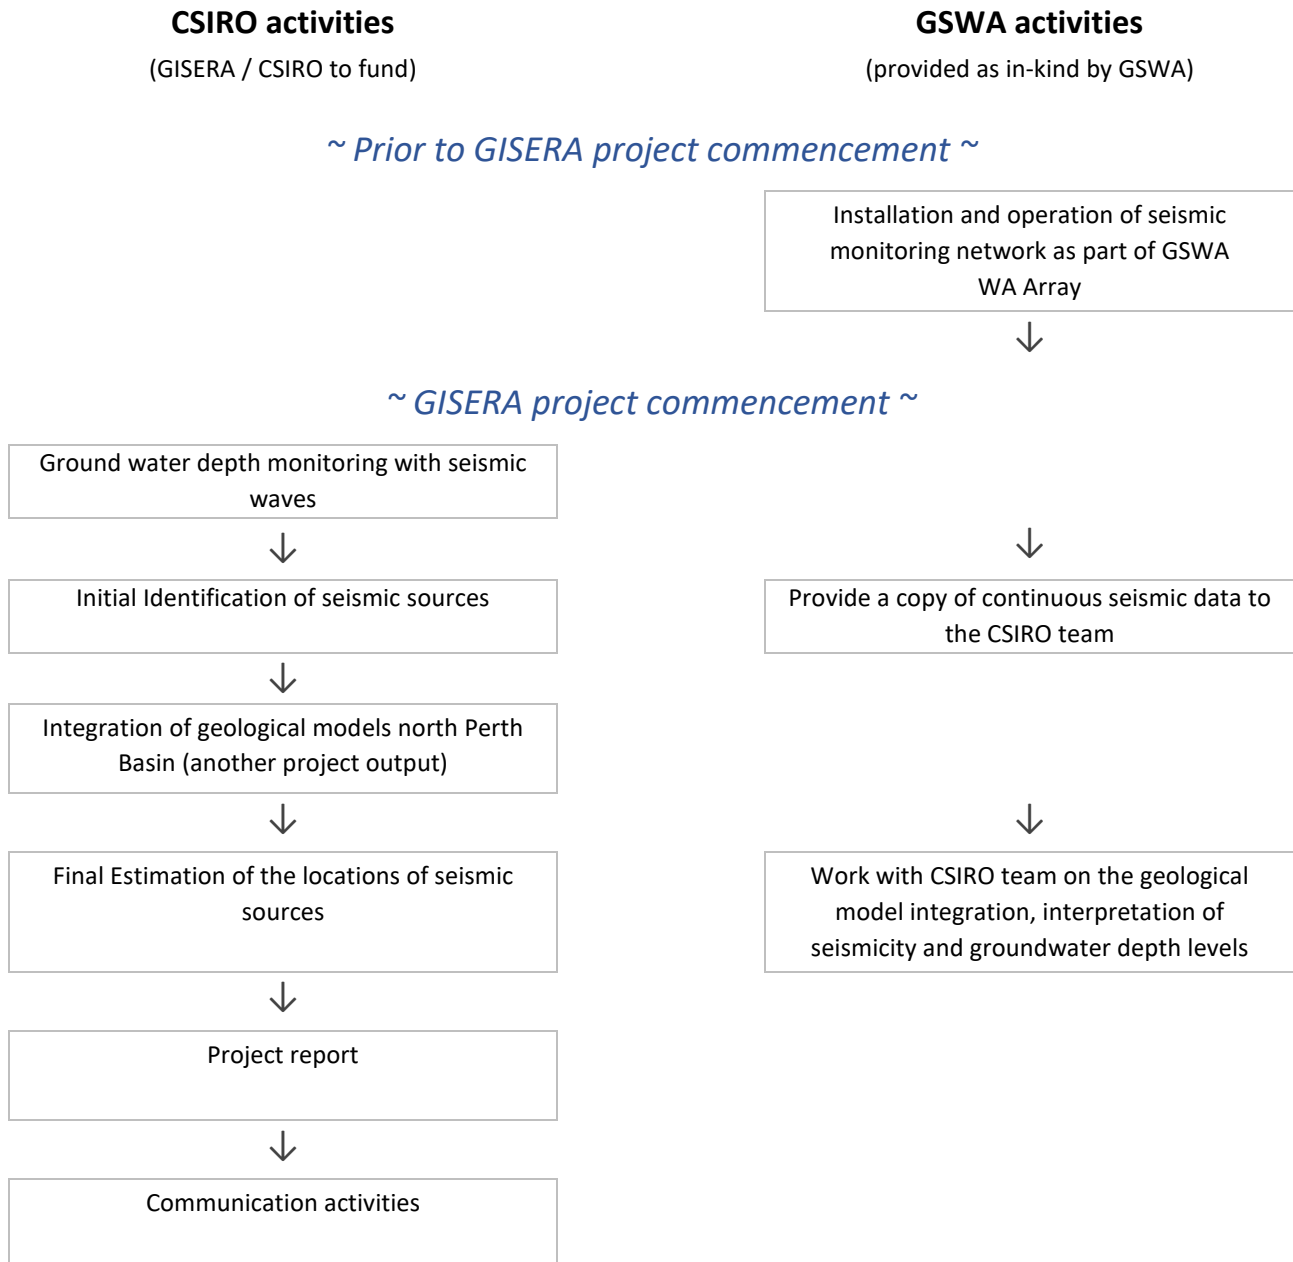 CSIRO activities
(GISERA / CSIRO to fund)
GSWA activities
(provided as in-kind by GSWA)
~ Prior to GISERA project commencement ~
Installation and operation of seismic
monitoring network as part of GSWA
WA Array
~ GISERA project commencement ~
Ground water depth monitoring with seismic
waves
Initial Identification of seismic sources
Provide a copy of continuous seismic data to
the CSIRO team
Integration of geological models north Perth
Basin (another project output)
Final Estimation of the locations of seismic
sources
Work with CSIRO team on the geological
model integration, interpretation of
seismicity and groundwater depth levels
Project report
Communication activities